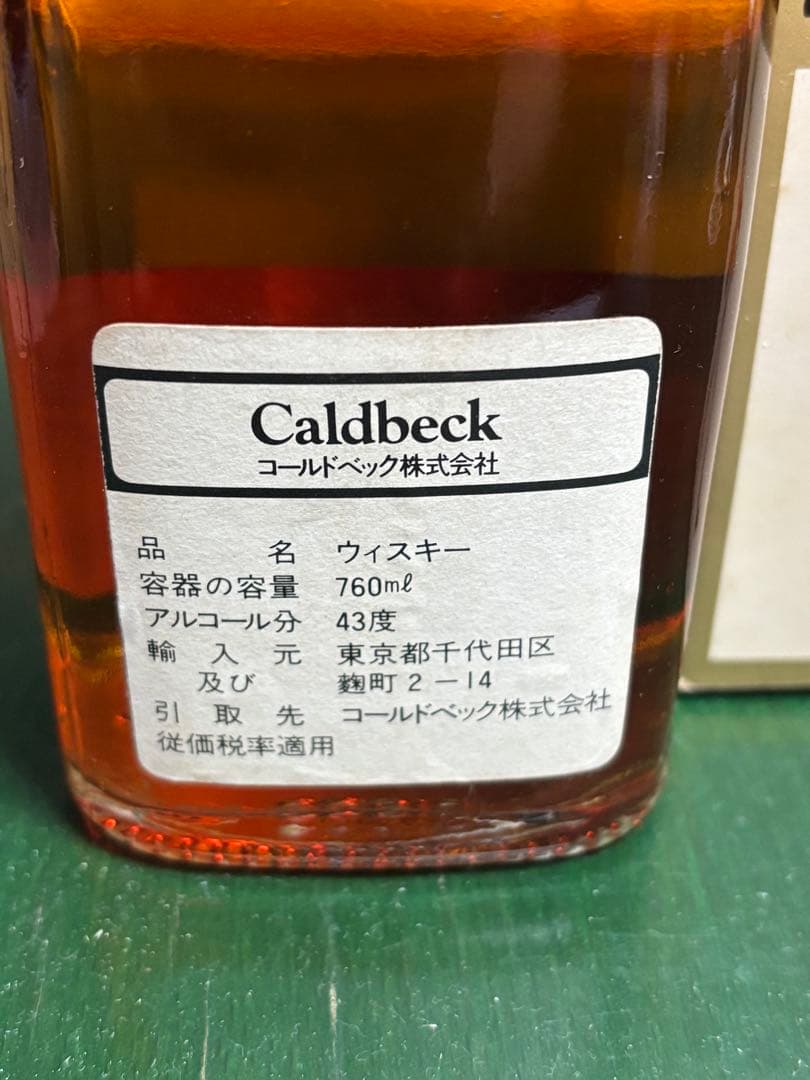 Caldbeck
コールドベック株式会社
品名 ウィスキー
容器の容量 760mℓ
アルコール分 43度
輸入元 東京都千代田区
及び 麹町2-14
引取先 コールドベック株式会社
従価税率適用